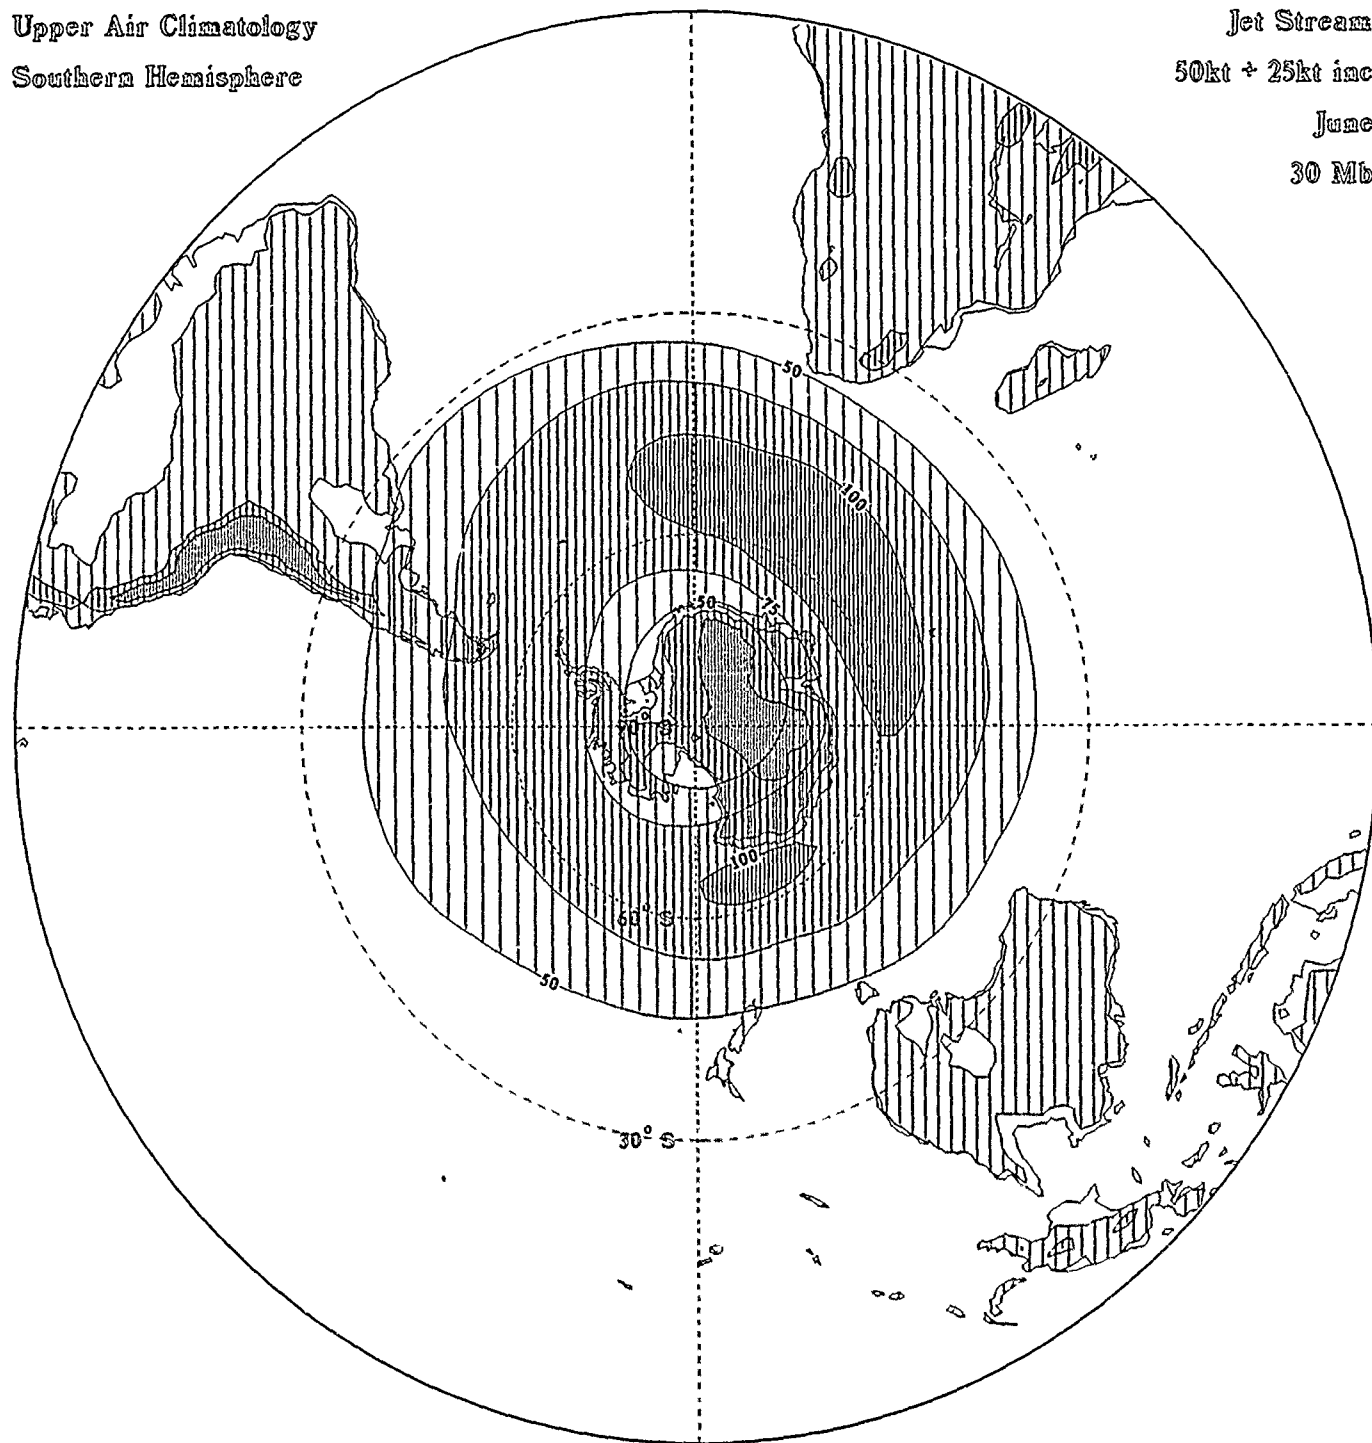 Upper Air Climatology
Southern Hemisphere
Jet Stream
50kt + 25kt inc
June
30 Mb
50
100
50
75
90° S
100
60° S
50
30° S